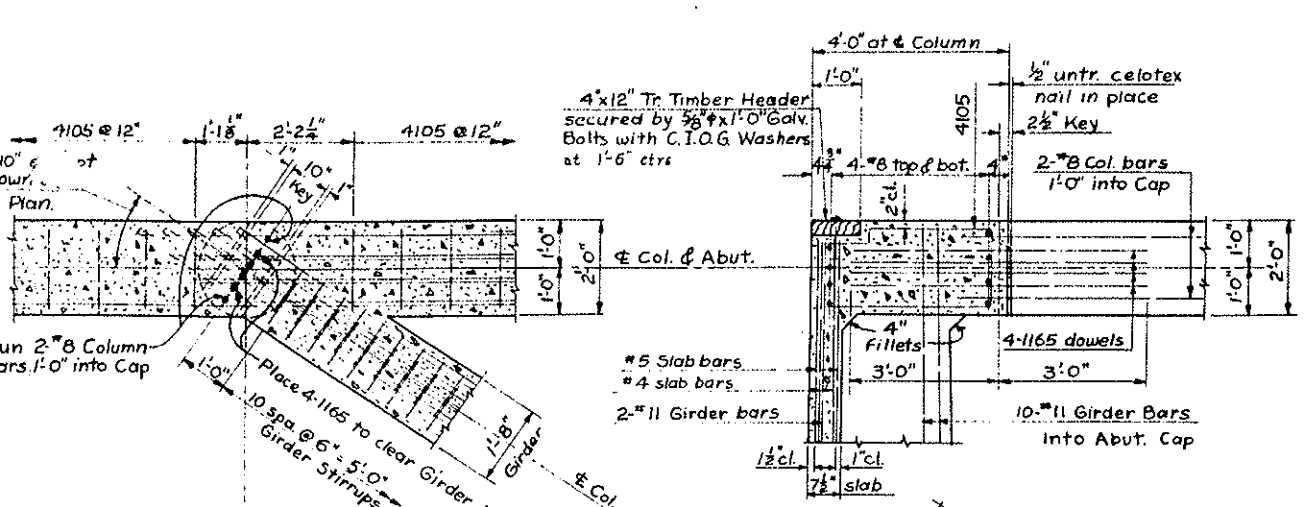 4105 @ 12"
1'-1⅛"
2'-2¼"
4105 @ 12"
1"
10"
Key
1"
10"
Plan.
1'-0"
1'-0"
2'-0"
2-#8 Column
1'-0" into Cap
1'-0"
Place 4-1165 to clear Girder
10 spa. @ 6" = 5'-0"
Girder Stirrups
1'-8"
Girder
℄ Col.
℄ Col. & Abut.
4'-0" at ℄ Column
1'-0"
4"x12" Tr. Timber Header
secured by ⅝"φx1'-0" Galv.
Bolts with C.I.O.G. Washers
at 1'-6" ctrs
4-#8 top & bot.
4"
2"cl.
4105
½" untr. celotex
nail in place
2½" Key
2-#8 Col. bars
1'-0" into Cap
1'-0"
1'-0"
2'-0"
4"
Fillets
4-1165 dowels
#5 Slab bars
#4 slab bars
2-#11 Girder bars
3'-0"
3'-0"
10-#11 Girder Bars
into Abut. Cap
1½"cl.
1"cl.
7½" slab